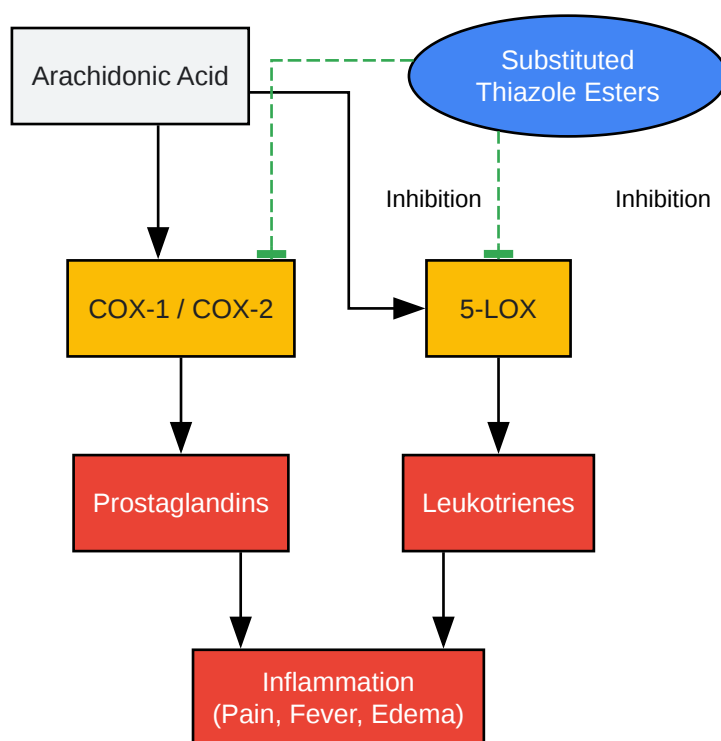 Arachidonic Acid
Substituted
Thiazole Esters
Inhibition
Inhibition
COX-1 / COX-2
5-LOX
Prostaglandins
Leukotrienes
Inflammation
(Pain, Fever, Edema)